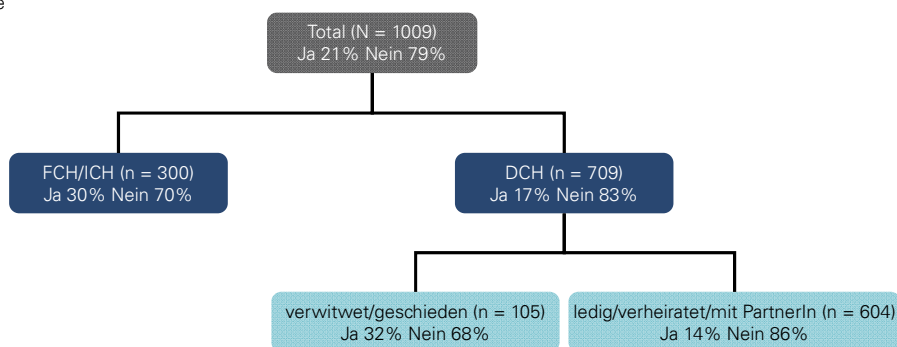 e
Total (N = 1009)
Ja 21% Nein 79%
FCH/ICH (n = 300)
Ja 30% Nein 70%
DCH (n = 709)
Ja 17% Nein 83%
verwitwet/geschieden (n = 105)
Ja 32% Nein 68%
ledig/verheiratet/mit PartnerIn (n = 604)
Ja 14% Nein 86%